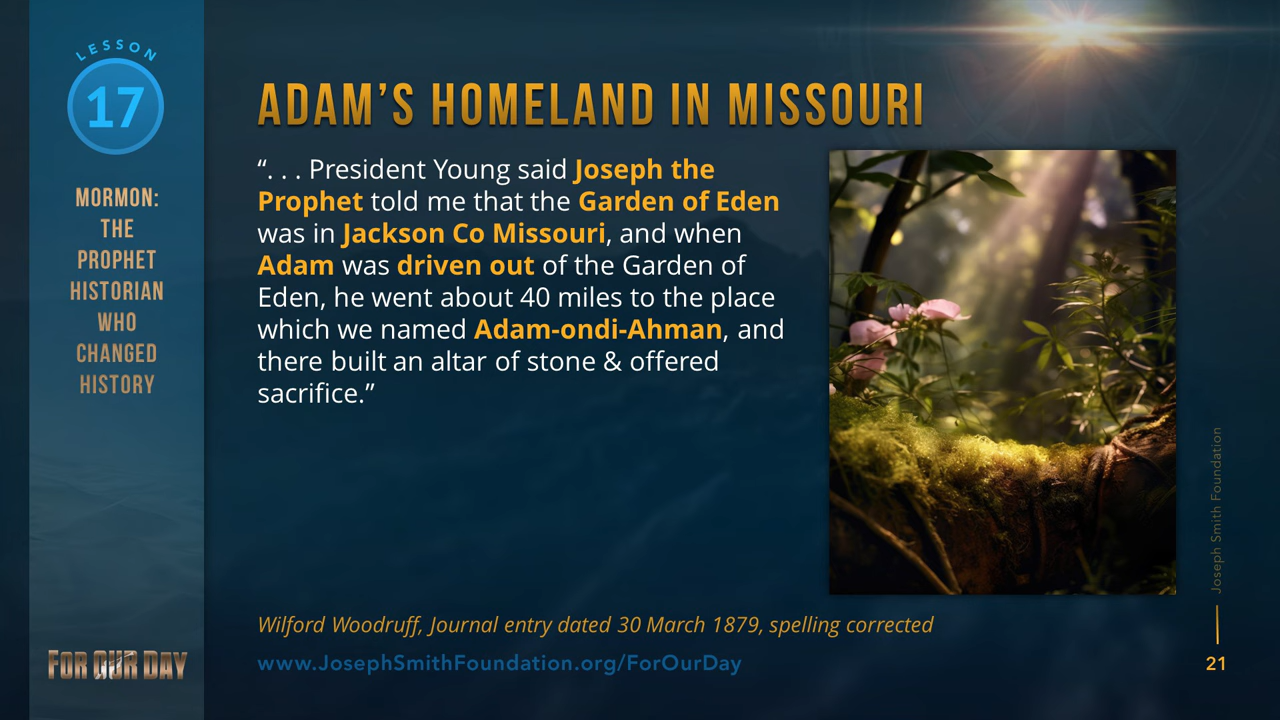 LESSON
17
MORMON:
THE
PROPHET
HISTORIAN
WHO
CHANGED
HISTORY
FOR OUR DAY
ADAM’S HOMELAND IN MISSOURI
“. . . President Young said Joseph the
Prophet told me that the Garden of Eden
was in Jackson Co Missouri, and when
Adam was driven out of the Garden of
Eden, he went about 40 miles to the place
which we named Adam-ondi-Ahman, and
there built an altar of stone & offered
sacrifice.”
Wilford Woodruff, Journal entry dated 30 March 1879, spelling corrected
www.JosephSmithFoundation.org/ForOurDay
Joseph Smith Foundation
21